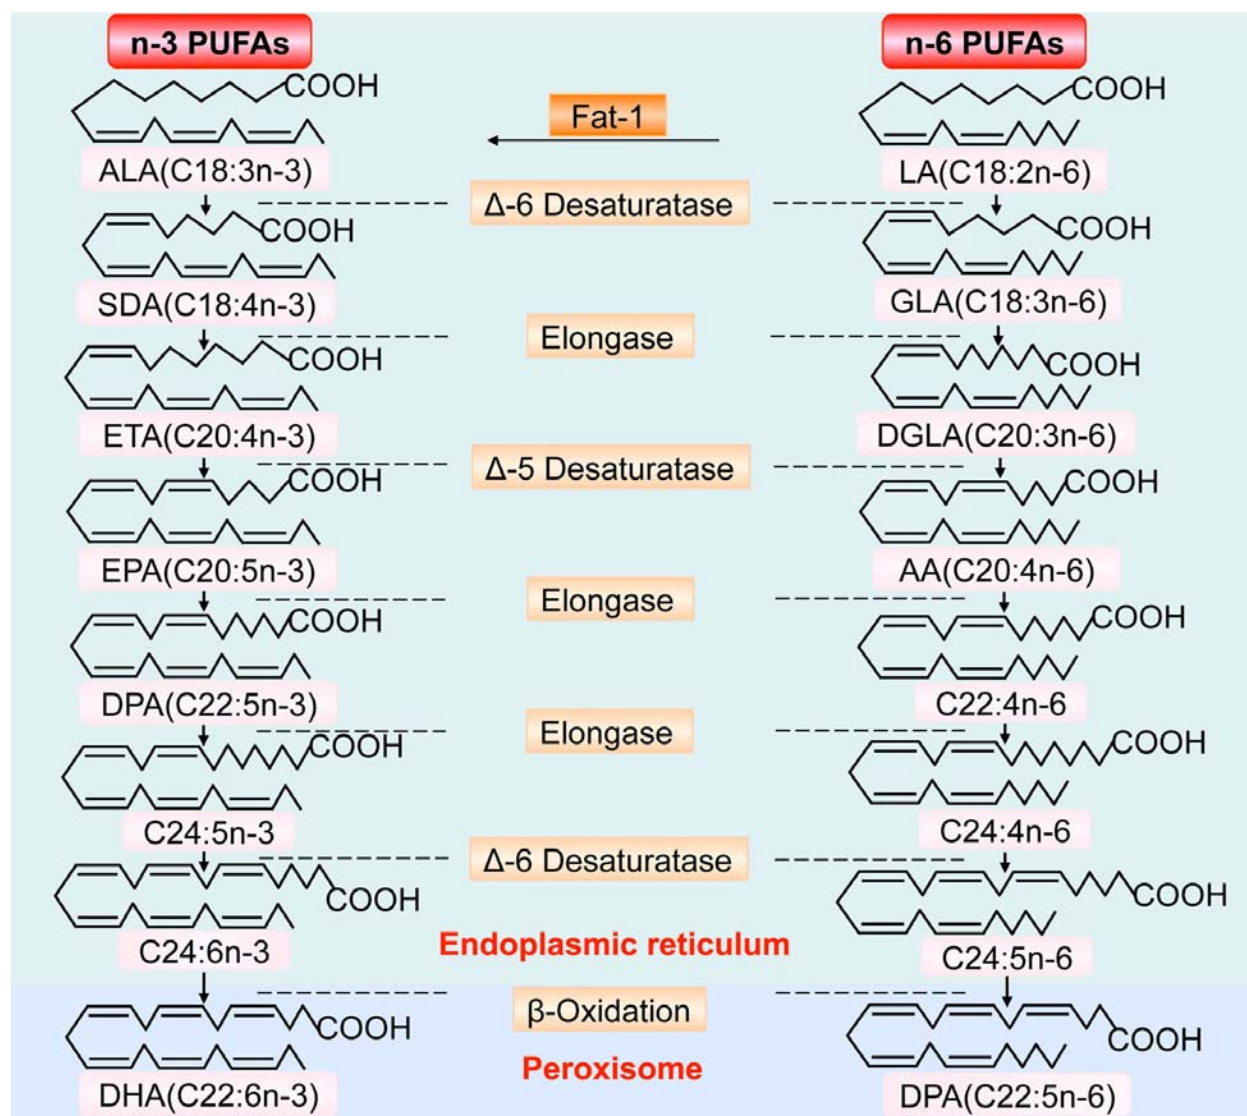 n-3 PUFAs
n-6 PUFAs
COOH
Fat-1
COOH
ALA(C18:3n-3)
LA(C18:2n-6)
Δ-6 Desaturatase
COOH
COOH
SDA(C18:4n-3)
GLA(C18:3n-6)
Elongase
COOH
COOH
ETA(C20:4n-3)
DGLA(C20:3n-6)
Δ-5 Desaturatase
COOH
COOH
EPA(C20:5n-3)
AA(C20:4n-6)
Elongase
COOH
COOH
DPA(C22:5n-3)
C22:4n-6
Elongase
COOH
COOH
C24:5n-3
C24:4n-6
Δ-6 Desaturatase
COOH
COOH
C24:6n-3
Endoplasmic reticulum
C24:5n-6
β-Oxidation
COOH
COOH
Peroxisome
DHA(C22:6n-3)
DPA(C22:5n-6)